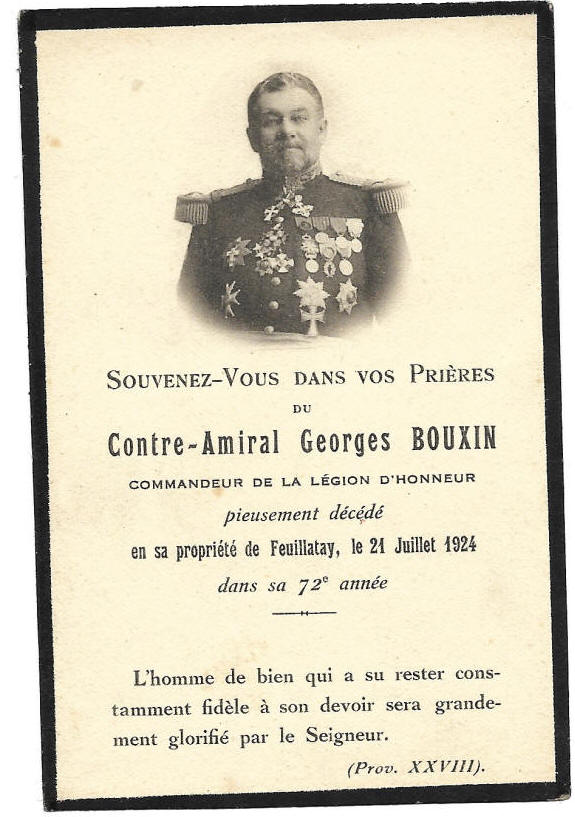 Souvenez-Vous dans vos Prières
du
Contre-Amiral Georges BOUXIN
COMMANDEUR DE LA LÉGION D'HONNEUR
pieusement décédé
en sa propriété de Feuillatay, le 21 Juillet 1924
dans sa 72e année
L'homme de bien qui a su rester cons-
tamment fidèle à son devoir sera grande-
ment glorifié par le Seigneur.
(Prov. XXVIII).